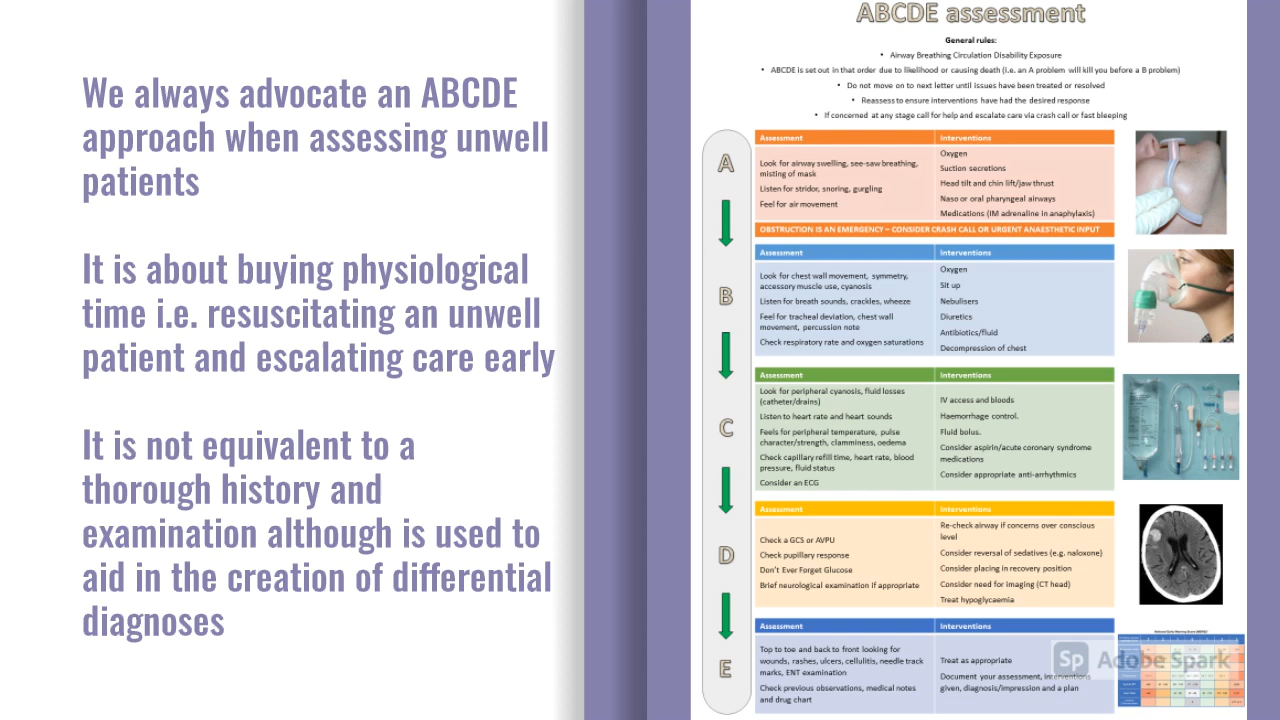 We always advocate an ABCDE
approach when assessing unwell
patients
It is about buying physiological
time i.e. resuscitating an unwell
patient and escalating care early
It is not equivalent to a
thorough history and
examination although is used to
aid in the creation of differential
diagnoses
ABCDE assessment
General rules:
• Airway Breathing Circulation Disability Exposure
• ABCDE is set out in that order due to likelihood or causing death (i.e. an A problem will kill you before a B problem)
• Do not move on to next letter until issues have been treated or resolved
• Reassess to ensure interventions have had the desired response
• If concerned at any stage call for help and escalate care via crash call or fast bleeping
A
Assessment
Look for airway swelling, see-saw breathing,
misting of mask
Listen for stridor, snoring, gurgling
Feel for air movement
Interventions
Oxygen
Suction secretions
Head tilt and chin lift/jaw thrust
Naso or oral pharyngeal airways
Medications (IM adrenaline in anaphylaxis)
OBSTRUCTION IS AN EMERGENCY – CONSIDER CRASH CALL OR URGENT ANAESTHETIC INPUT
B
Assessment
Look for chest wall movement, symmetry,
accessory muscle use, cyanosis
Listen for breath sounds, crackles, wheeze
Feel for tracheal deviation, chest wall
movement, percussion note
Check respiratory rate and oxygen saturations
Interventions
Oxygen
Sit up
Nebulisers
Diuretics
Antibiotics/fluid
Decompression of chest
C
Assessment
Look for peripheral cyanosis, fluid losses
(catheter/drains)
Listen to heart rate and heart sounds
Feels for peripheral temperature, pulse
character/strength, clamminess, oedema
Check capillary refill time, heart rate, blood
pressure, fluid status
Consider an ECG
Interventions
IV access and bloods
Haemorrhage control.
Fluid bolus.
Consider aspirin/acute coronary syndrome
medications
Consider appropriate anti-arrhythmics
D
Assessment
Check a GCS or AVPU
Check pupillary response
Don't Ever Forget Glucose
Brief neurological examination if appropriate
Interventions
Re-check airway if concerns over conscious
level
Consider reversal of sedatives (e.g. naloxone)
Consider placing in recovery position
Consider need for imaging (CT head)
Treat hypoglycaemia
E
Assessment
Top to toe and back to front looking for
wounds, rashes, ulcers, cellulitis, needle track
marks, ENT examination
Check previous observations, medical notes
and drug chart
Interventions
Treat as appropriate
Document your assessment, interventions
given, diagnosis/impression and a plan
Sp Adobe Spark